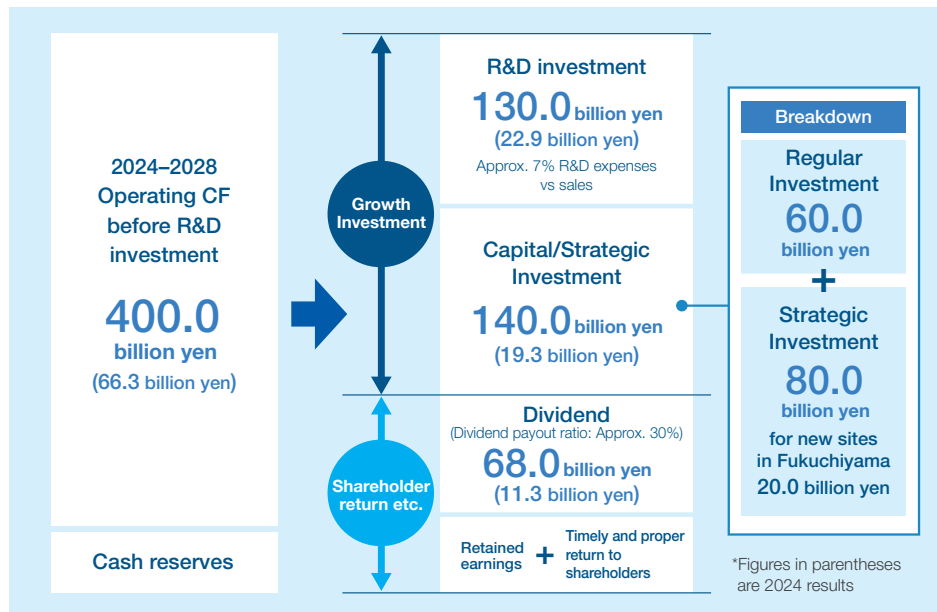 2024–2028
Operating CF
before R&D
investment
400.0
billion yen
(66.3 billion yen)
Cash reserves
Growth
Investment
Shareholder
return etc.
R&D investment
130.0 billion yen
(22.9 billion yen)
Approx. 7% R&D expenses
vs sales
Capital/Strategic
Investment
140.0 billion yen
(19.3 billion yen)
Dividend
(Dividend payout ratio: Approx. 30%)
68.0 billion yen
(11.3 billion yen)
Retained
earnings
+
Timely and proper
return to
shareholders
Breakdown
Regular
Investment
60.0
billion yen
+
Strategic
Investment
80.0
billion yen
for new sites
in Fukuchiyama
20.0 billion yen
*Figures in parentheses
are 2024 results